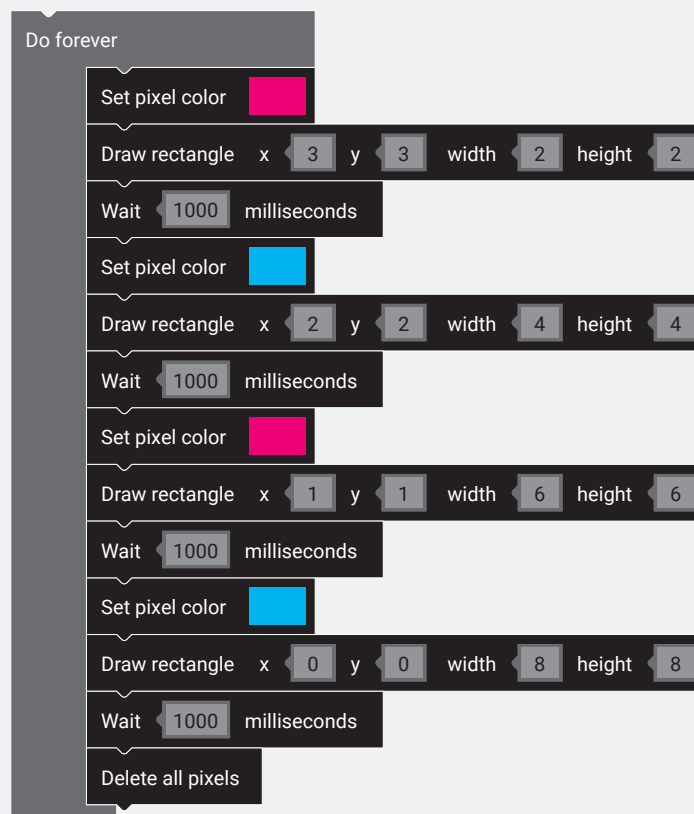 Do forever
Set pixel color
Draw rectangle x 3 y 3 width 2 height 2
Wait 1000 milliseconds
Set pixel color
Draw rectangle x 2 y 2 width 4 height 4
Wait 1000 milliseconds
Set pixel color
Draw rectangle x 1 y 1 width 6 height 6
Wait 1000 milliseconds
Set pixel color
Draw rectangle x 0 y 0 width 8 height 8
Wait 1000 milliseconds
Delete all pixels